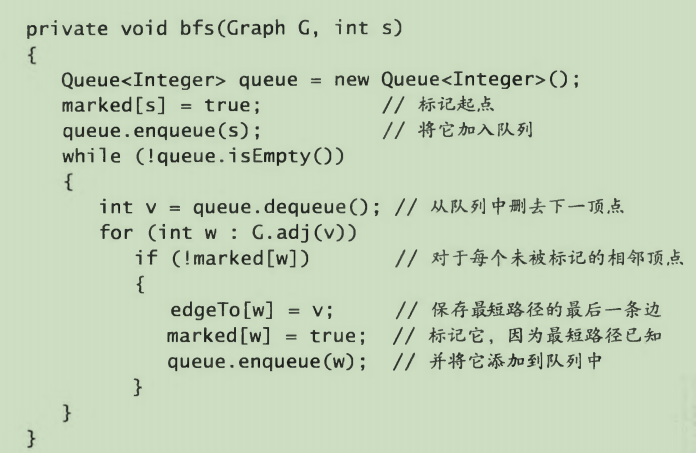 private void bfs(Graph G, int s)
{
    Queue<Integer> queue = new Queue<Integer>();
    marked[s] = true;              // 标记起点
    queue.enqueue(s);              // 将它加入队列
    while (!queue.isEmpty())
    {
        int v = queue.dequeue(); // 从队列中删去下一顶点
        for (int w : G.adj(v))
            if (!marked[w])         // 对于每个未被标记的相邻顶点
            {
                edgeTo[w] = v;      // 保存最短路径的最后一条边
                marked[w] = true;   // 标记它，因为最短路径已知
                queue.enqueue(w);   // 并将它添加到队列中
            }
    }
}